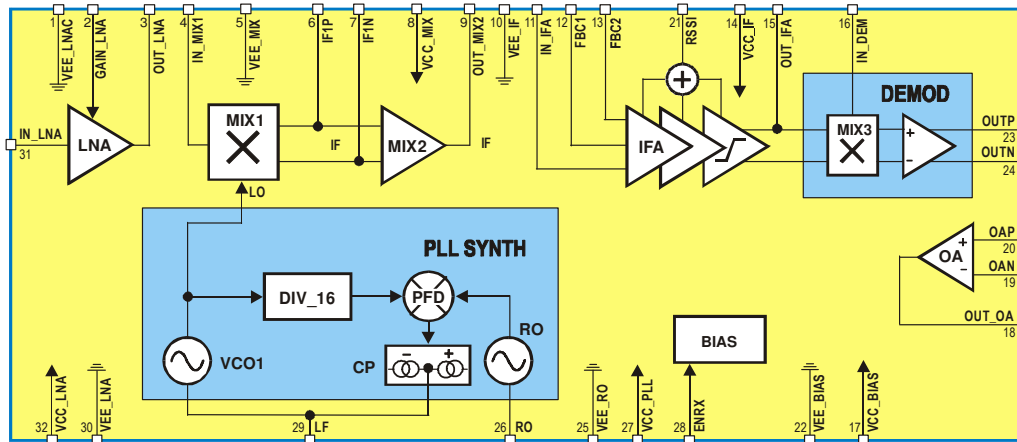 1 2 3 4 5 6 7 8 9 10 11 12 13 21 14 15 16
VEE_LNAC
GAIN_LNA
OUT_LNA
IN_MIX1
VEE_MIX
IF1P
IF1N
VCC_MIX
OUT_MIX2
VEE_IF
IN_IFA
FBC1
FBC2
RSSI
VCC_IF
OUT_IFA
IN_DEM
IN_LNA
31
LNA
MIX1
IF
MIX2
IF
+
IFA
DEMOD
MIX3
+
−
OUTP
23
OUTN
24
LO
PLL SYNTH
DIV_16
PFD
RO
VCO1
CP
− +
BIAS
OA
+
−
OAP
20
OAN
19
OUT_OA
18
VCC_LNA
VEE_LNA
LF
RO
VEE_RO
VCC_PLL
ENRX
VEE_BIAS
VCC_BIAS
32 30 29 26 25 27 28 22 17